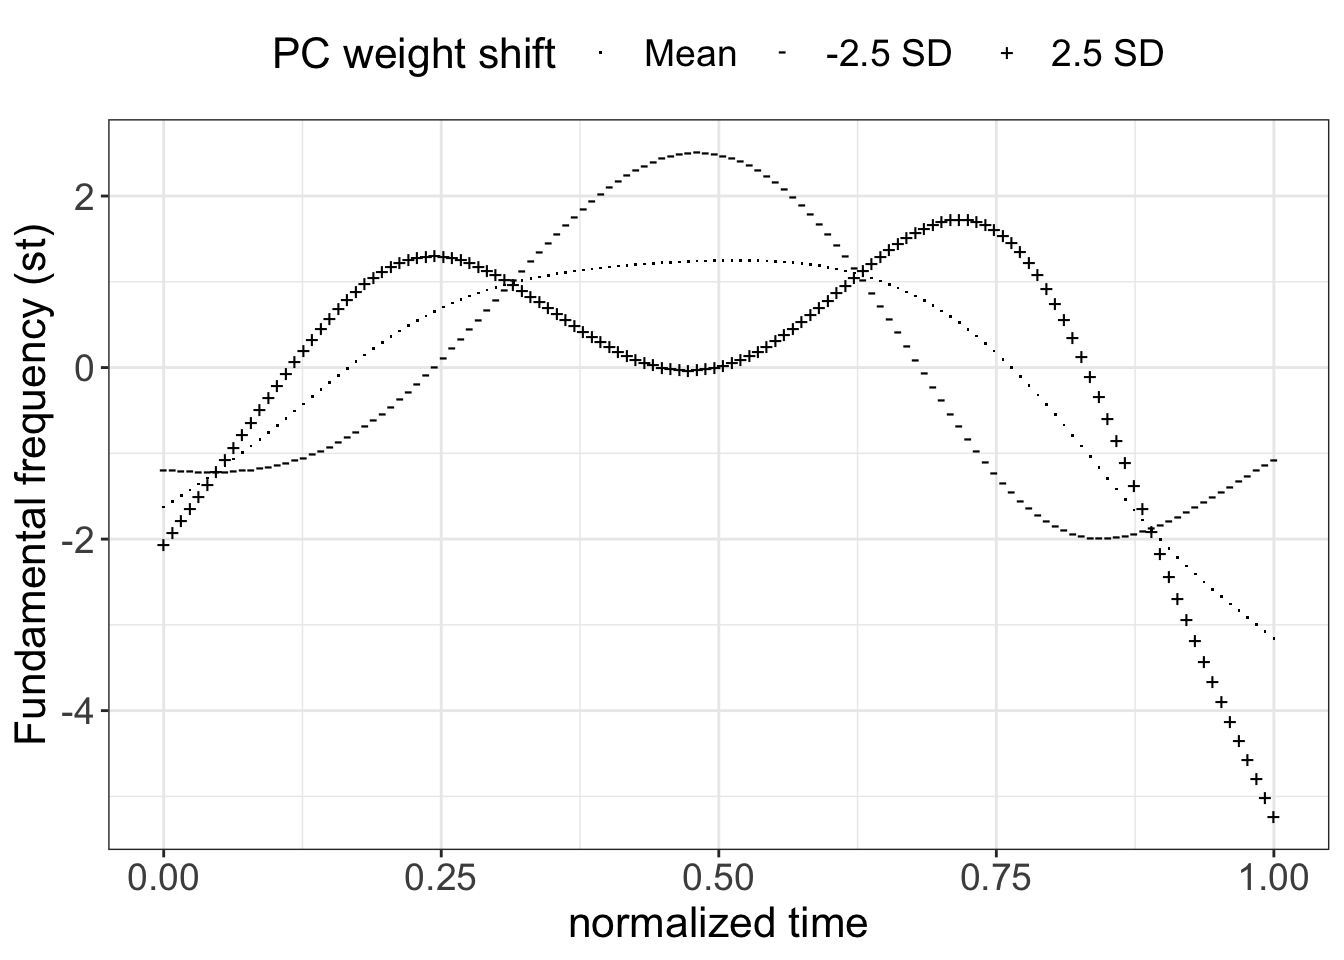 PC weight shift · Mean - -2.5 SD + 2.5 SD
Fundamental frequency (st)
2
0
-2
-4
0.00 0.25 0.50 0.75 1.00
normalized time